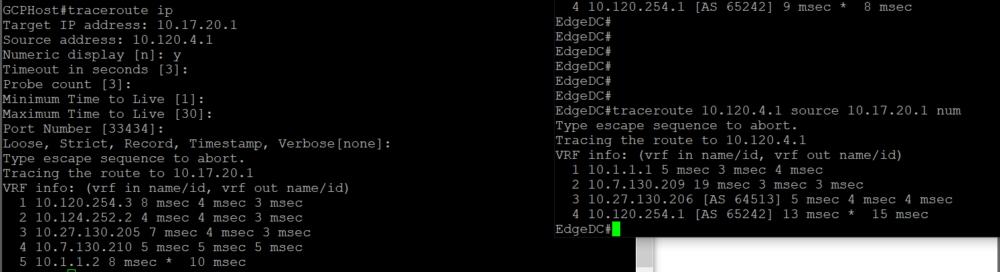 GCPHost#traceroute ip
Target IP address: 10.17.20.1
Source address: 10.120.4.1
Numeric display [n]: y
Timeout in seconds [3]:
Probe count [3]:
Minimum Time to Live [1]:
Maximum Time to Live [30]:
Port Number [33434]:
Loose, Strict, Record, Timestamp, Verbose[none]:
Type escape sequence to abort.
Tracing the route to 10.17.20.1
VRF info: (vrf in name/id, vrf out name/id)
  1 10.120.254.3 8 msec 4 msec 3 msec
  2 10.124.252.2 4 msec 4 msec 3 msec
  3 10.27.130.205 7 msec 4 msec 3 msec
  4 10.7.130.210 5 msec 5 msec 5 msec
  5 10.1.1.2 8 msec *  10 msec
  4 10.120.254.1 [AS 65242] 9 msec *  8 msec
EdgeDC#
EdgeDC#
EdgeDC#
EdgeDC#
EdgeDC#
EdgeDC#
EdgeDC#traceroute 10.120.4.1 source 10.17.20.1 num
Type escape sequence to abort.
Tracing the route to 10.120.4.1
VRF info: (vrf in name/id, vrf out name/id)
  1 10.1.1.1 5 msec 3 msec 4 msec
  2 10.7.130.209 19 msec 3 msec 3 msec
  3 10.27.130.206 [AS 64513] 5 msec 4 msec 4 msec
  4 10.120.254.1 [AS 65242] 13 msec *  15 msec
EdgeDC#